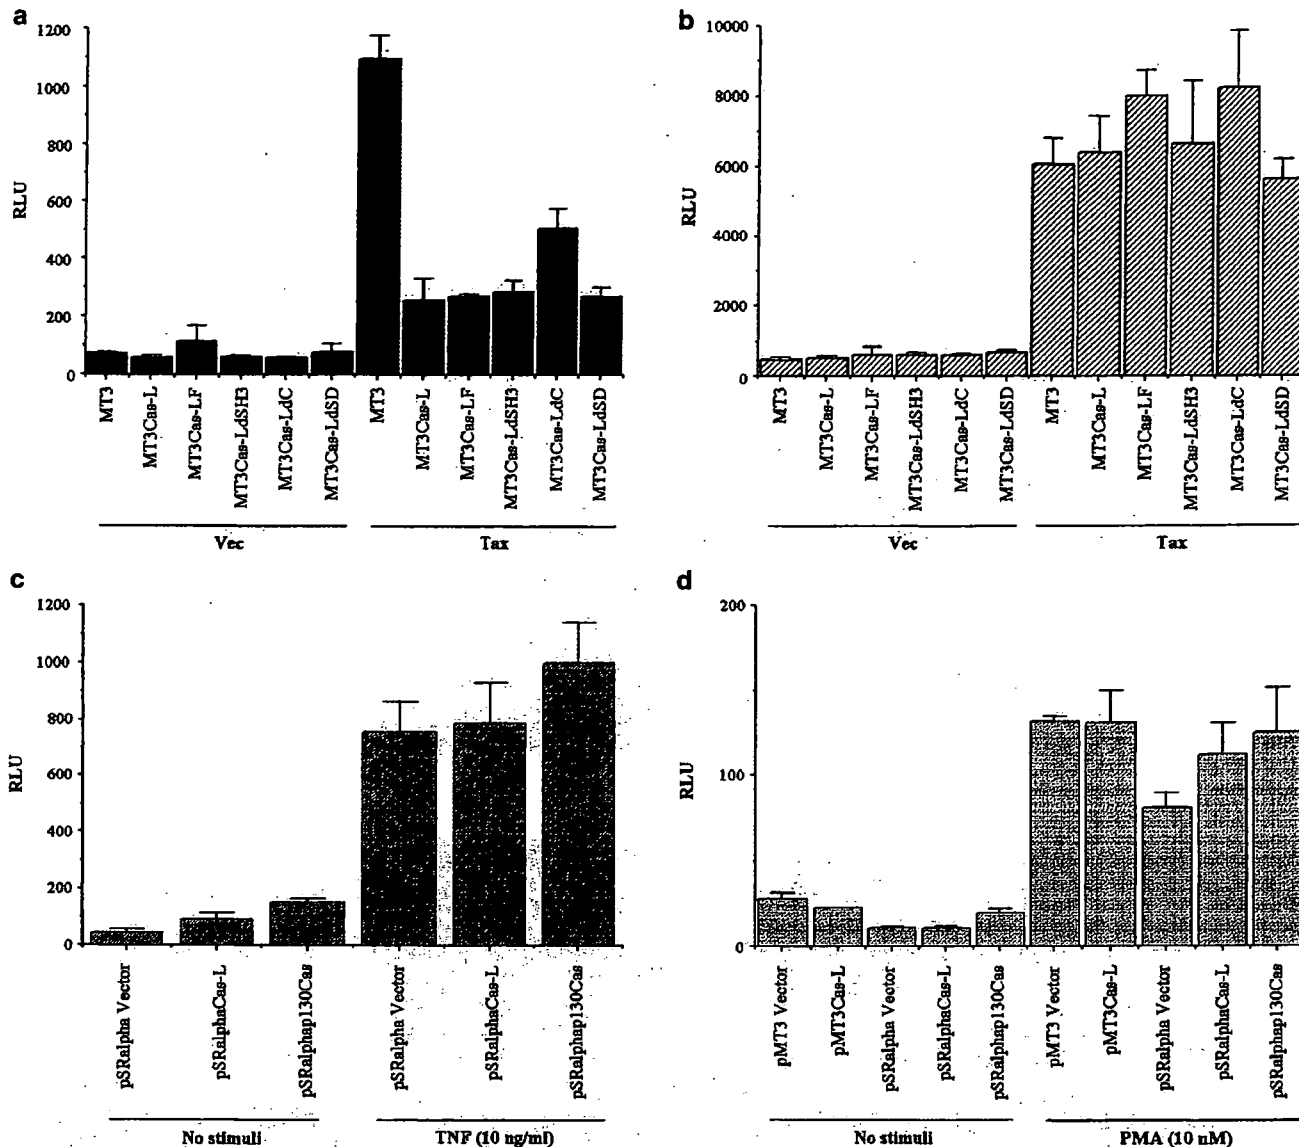 a
1200
1000
800
600
400
200
0
RLU
MT3
MT3Cas-L
MT3Cas-LF
MT3Cas-LdSH3
MT3Cas-LdC
MT3Cas-LdSD
MT3
MT3Cas-L
MT3Cas-LF
MT3Cas-LdSH3
MT3Cas-LdC
MT3Cas-LdSD
Vec
Tax
b
10000
8000
6000
4000
2000
0
RLU
MT3
MT3Cas-L
MT3Cas-LF
MT3Cas-LdSH3
MT3Cas-LdC
MT3Cas-LdSD
MT3
MT3Cas-L
MT3Cas-LF
MT3Cas-LdSH3
MT3Cas-LdC
MT3Cas-LdSD
Vec
Tax
c
1200
1000
800
600
400
200
0
RLU
pSRalpha Vector
pSRalphaCas-L
pSRalphap130Cas
pSRalpha Vector
pSRalphaCas-L
pSRalphap130Cas
No stimuli
TNF (10 ng/ml)
d
200
100
0
RLU
pMT3 Vector
pMT3Cas-L
pSRalpha Vector
pSRalphaCas-L
pSRalphap130Cas
pMT3 Vector
pMT3Cas-L
pSRalpha Vector
pSRalphaCas-L
pSRalphap130Cas
No stimuli
PMA (10 nM)